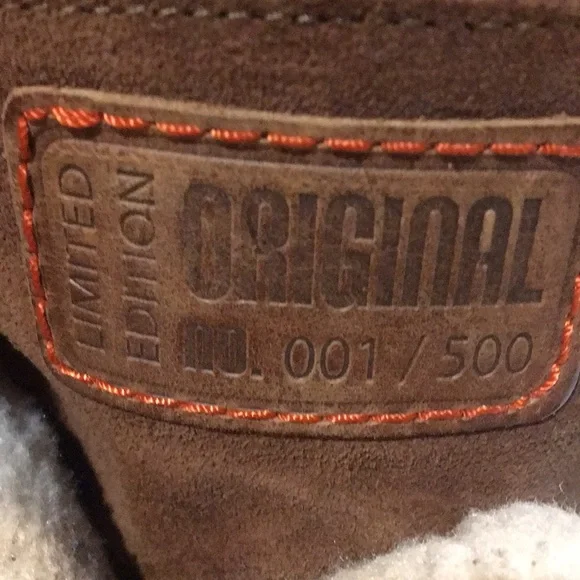 LIMITED
EDITION
ORIGINAL
no. 001 / 500